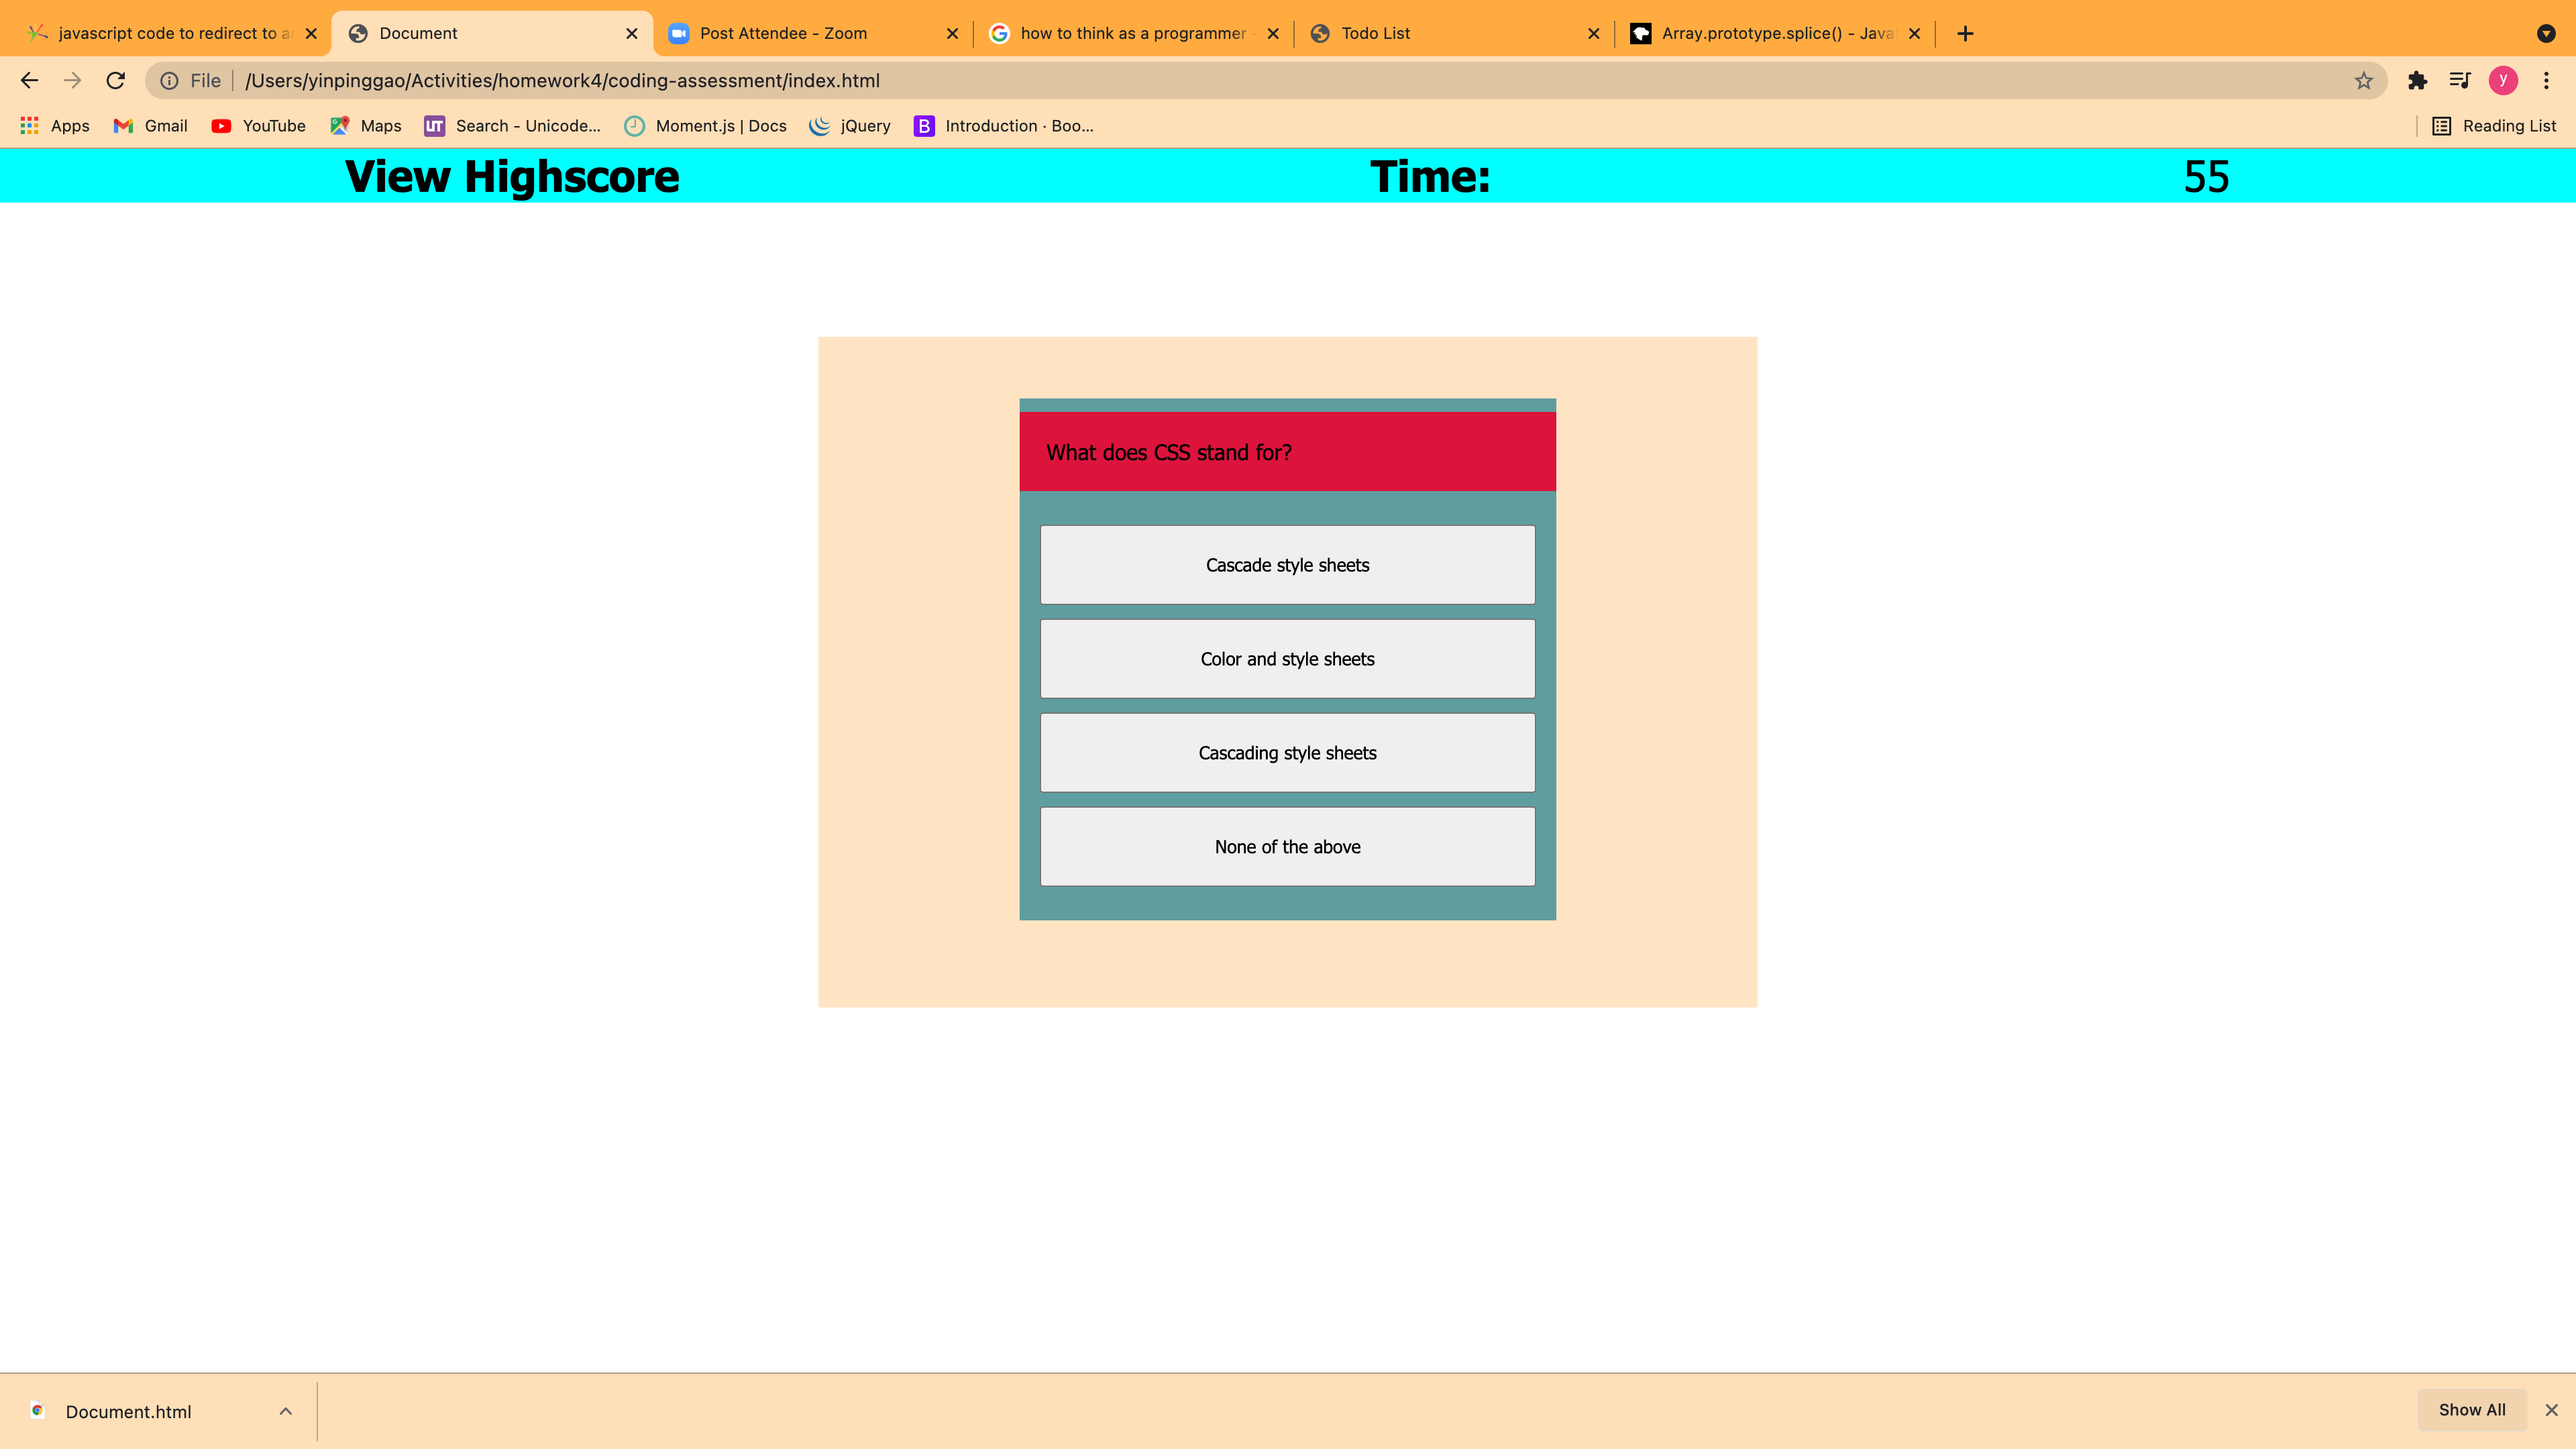 javascript code to redirect to a
Document
Post Attendee - Zoom
how to think as a programmer
Todo List
Array.prototype.splice() - Java
File
/Users/yinpinggao/Activities/homework4/coding-assessment/index.html
y
Apps
Gmail
YouTube
Maps
UT
Search - Unicode...
Moment.js | Docs
jQuery
B
Introduction · Boo...
Reading List
View Highscore
Time:
55
What does CSS stand for?
Cascade style sheets
Color and style sheets
Cascading style sheets
None of the above
Document.html
Show All